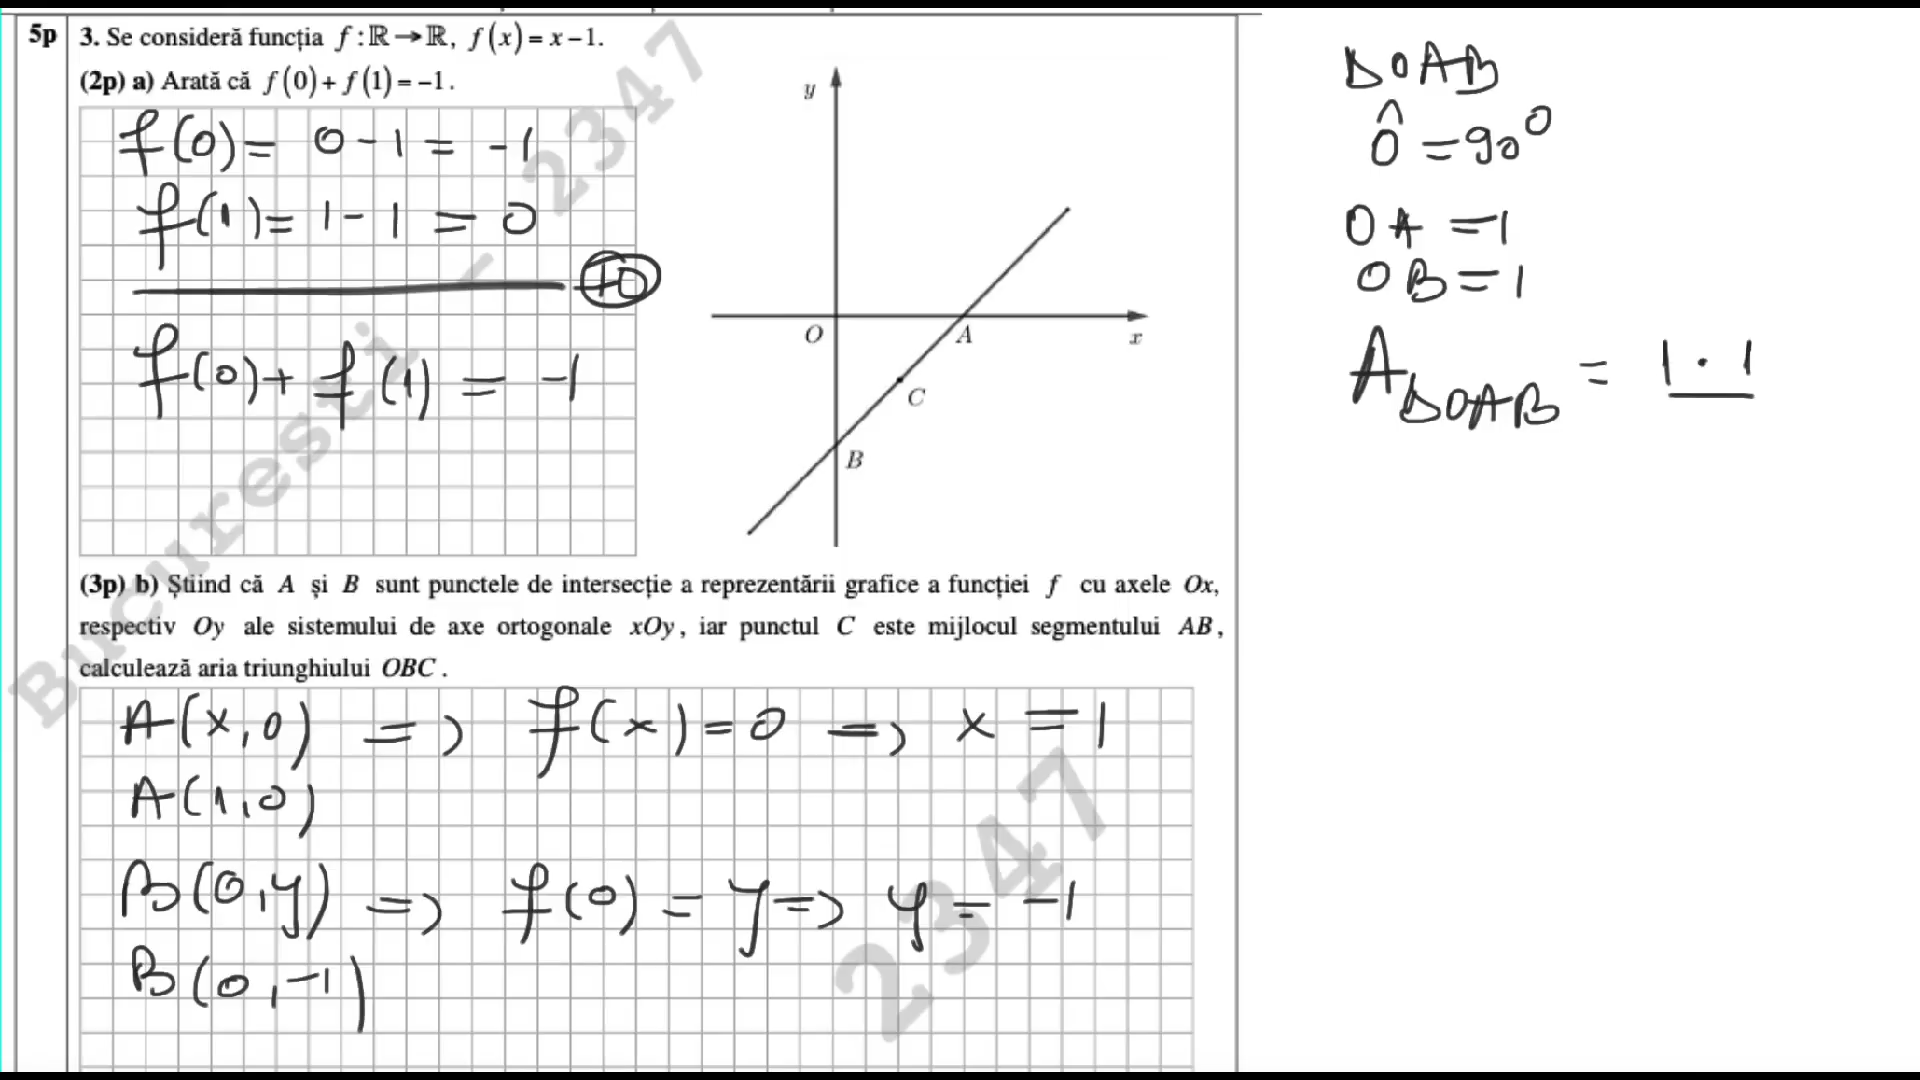 5p
3. Se consideră funcția f : ℝ → ℝ, f(x) = x − 1.
(2p) a) Arată că f(0) + f(1) = −1.
f(0) = 0 − 1 = −1
f(1) = 1 − 1 = 0
f(0) + f(1) = −1
y
O
A
x
C
B
(3p) b) Știind că A și B sunt punctele de intersecție a reprezentării grafice a funcției f cu axele Ox,
respectiv Oy ale sistemului de axe ortogonale xOy, iar punctul C este mijlocul segmentului AB,
calculează aria triunghiului OBC.
A(x,0) => f(x) = 0 => x = 1
A(1,0)
B(0,y) => f(0) = y => y = −1
B(0,−1)
ΔOAB
Ô = 90°
OA = 1
OB = 1
A ΔOAB = 1 · 1
București - 2347
2347